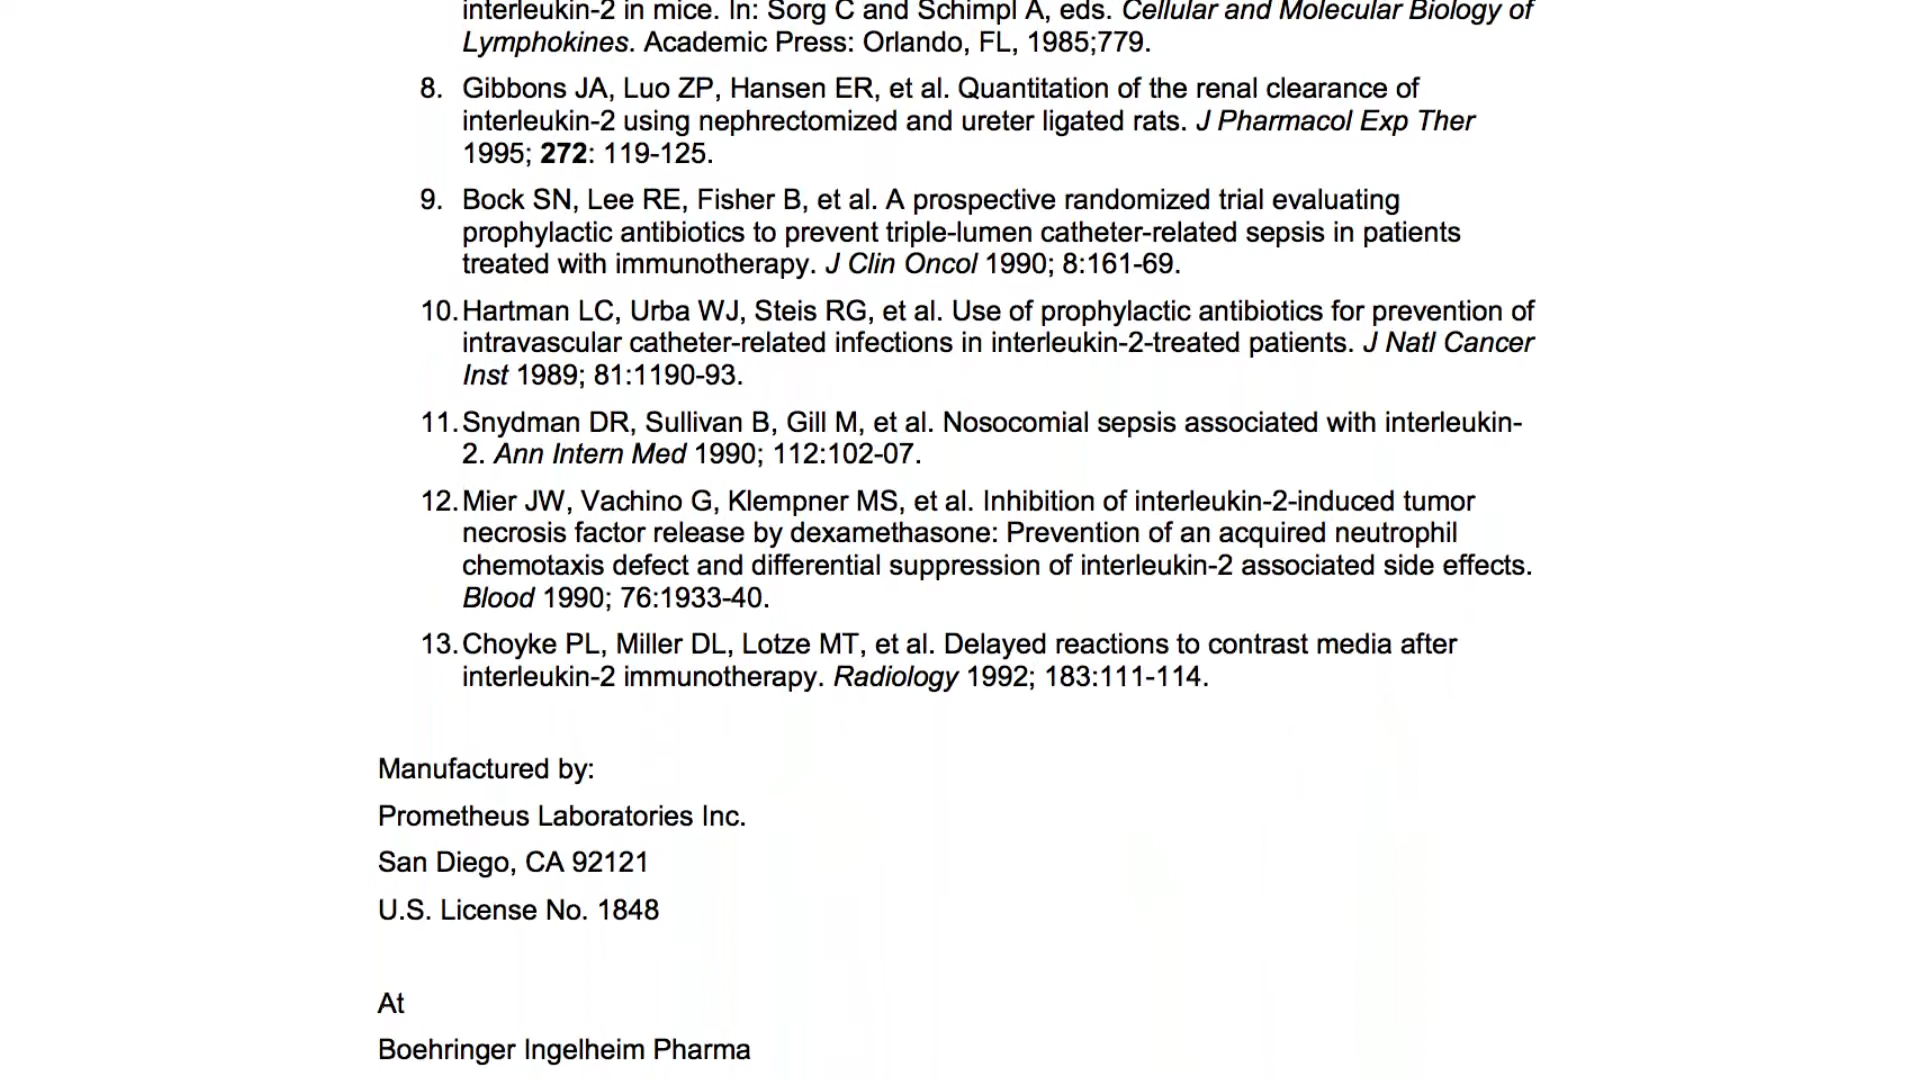 interleukin-2 in mice. In: Sorg C and Schimpl A, eds. Cellular and Molecular Biology of
Lymphokines. Academic Press: Orlando, FL, 1985;779.
8. Gibbons JA, Luo ZP, Hansen ER, et al. Quantitation of the renal clearance of
interleukin-2 using nephrectomized and ureter ligated rats. J Pharmacol Exp Ther
1995; 272: 119-125.
9. Bock SN, Lee RE, Fisher B, et al. A prospective randomized trial evaluating
prophylactic antibiotics to prevent triple-lumen catheter-related sepsis in patients
treated with immunotherapy. J Clin Oncol 1990; 8:161-69.
10. Hartman LC, Urba WJ, Steis RG, et al. Use of prophylactic antibiotics for prevention of
intravascular catheter-related infections in interleukin-2-treated patients. J Natl Cancer
Inst 1989; 81:1190-93.
11. Snydman DR, Sullivan B, Gill M, et al. Nosocomial sepsis associated with interleukin-
2. Ann Intern Med 1990; 112:102-07.
12. Mier JW, Vachino G, Klempner MS, et al. Inhibition of interleukin-2-induced tumor
necrosis factor release by dexamethasone: Prevention of an acquired neutrophil
chemotaxis defect and differential suppression of interleukin-2 associated side effects.
Blood 1990; 76:1933-40.
13. Choyke PL, Miller DL, Lotze MT, et al. Delayed reactions to contrast media after
interleukin-2 immunotherapy. Radiology 1992; 183:111-114.
Manufactured by:
Prometheus Laboratories Inc.
San Diego, CA 92121
U.S. License No. 1848
At
Boehringer Ingelheim Pharma